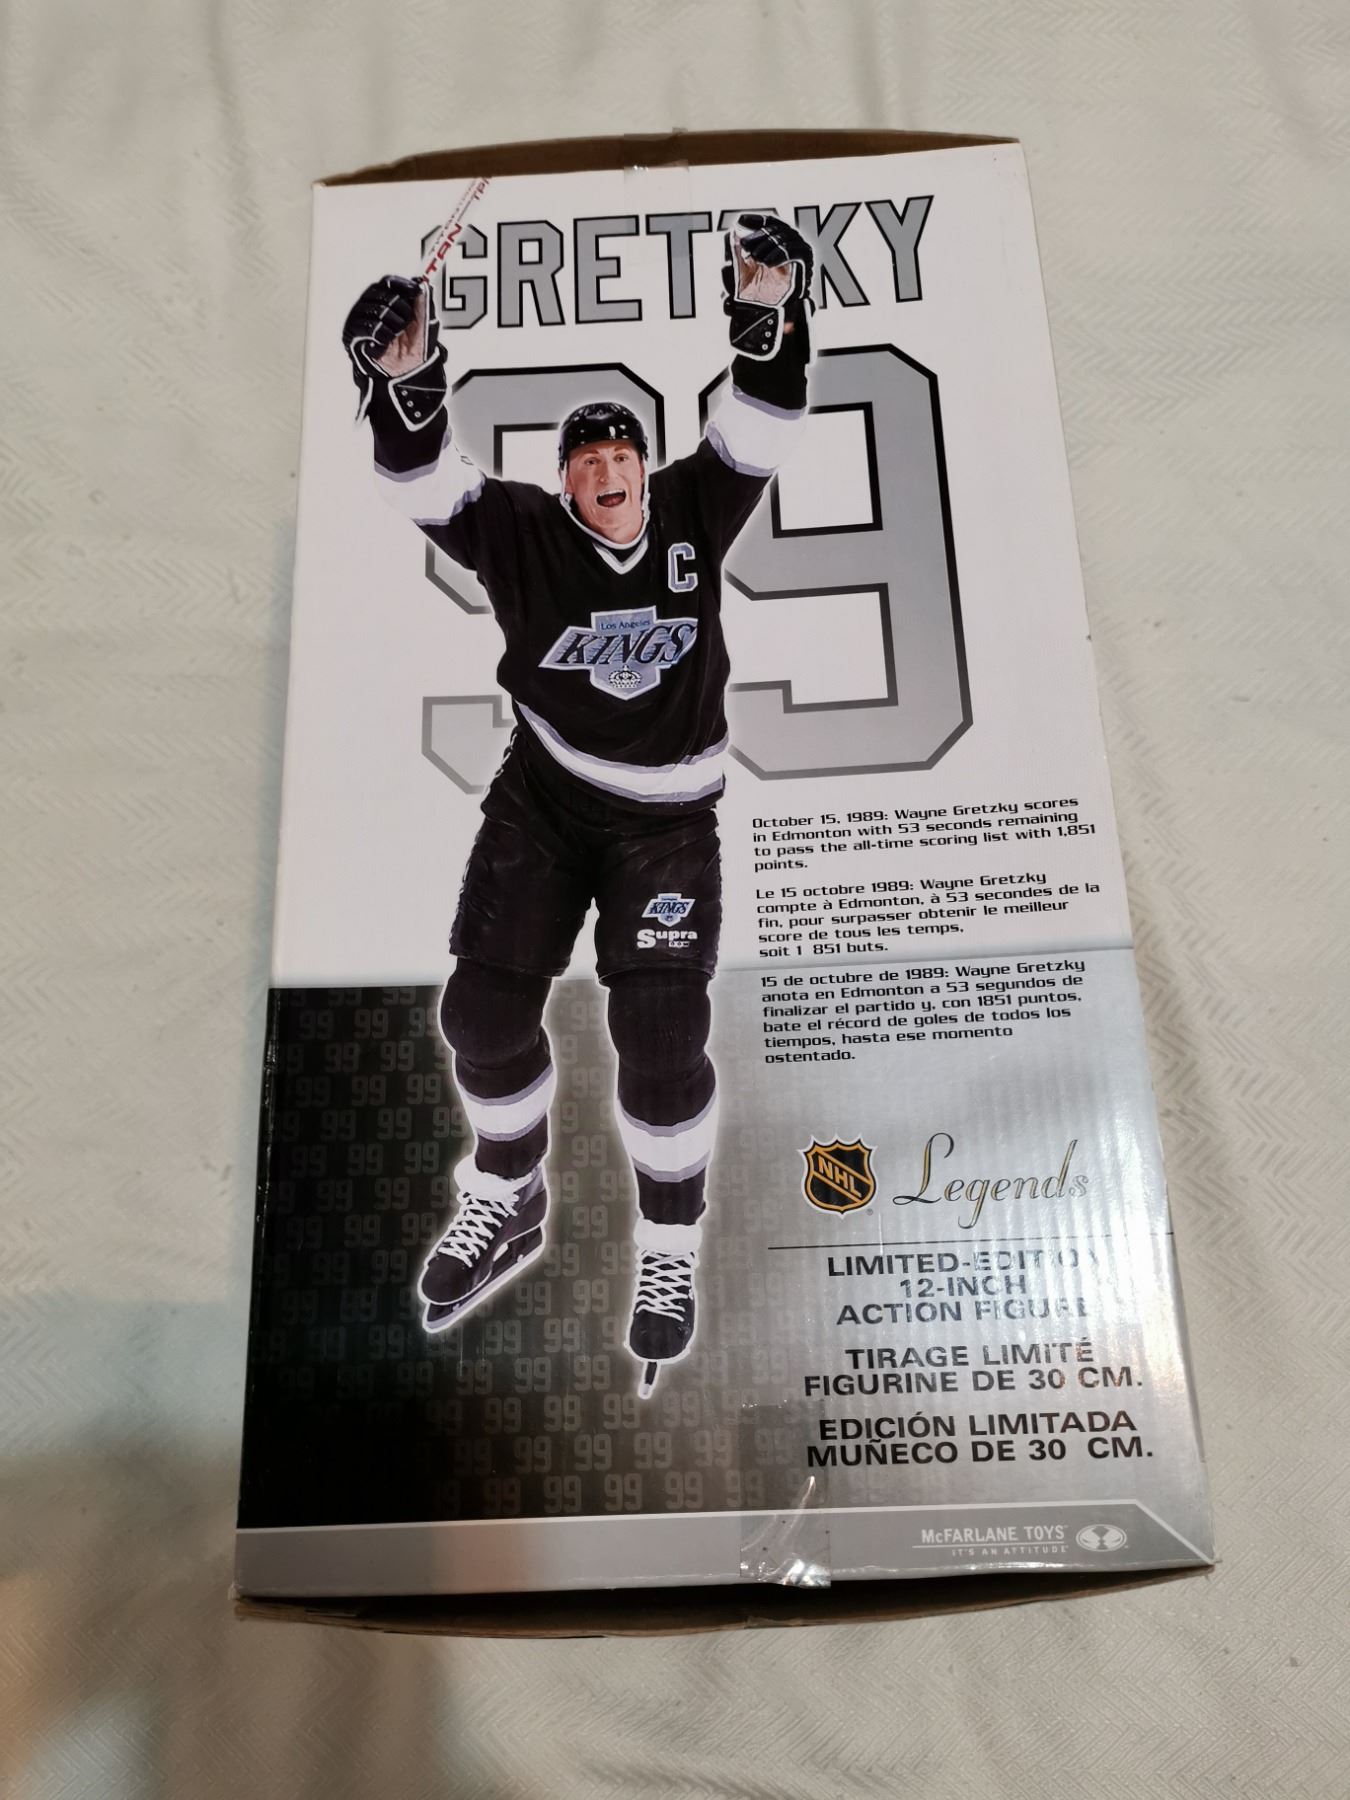 GRETZKY
99
C
Los Angeles
KINGS
KINGS
Supra
October 15, 1989: Wayne Gretzky scores
in Edmonton with 53 seconds remaining
to pass the all-time scoring list with 1,851
points.
Le 15 octobre 1989: Wayne Gretzky
compte à Edmonton, à 53 secondes de la
fin, pour surpasser obtenir le meilleur
score de tous les temps,
soit 1 851 buts.
15 de octubre de 1989: Wayne Gretzky
anota en Edmonton a 53 segundos de
finalizar el partido y, con 1851 puntos,
bate el récord de goles de todos los
tiempos, hasta ese momento
ostentado.
NHL
Legends
LIMITED-EDITION
12-INCH
ACTION FIGURE
TIRAGE LIMITÉ
FIGURINE DE 30 CM.
EDICIÓN LIMITADA
MUÑECO DE 30 CM.
McFARLANE TOYS
IT'S AN ATTITUDE